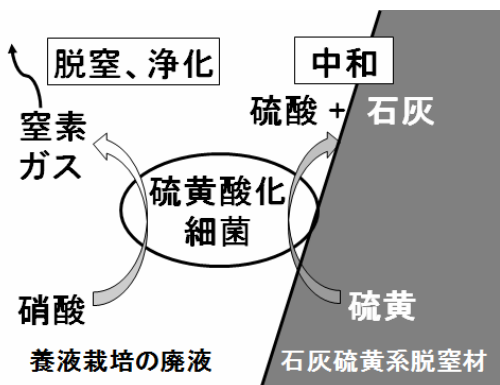 脱窒、浄化
中和
硫酸 + 石灰
窒素
ガス
硫黄酸化
細菌
硝酸
硫黄
養液栽培の廃液
石灰硫黄系脱窒材